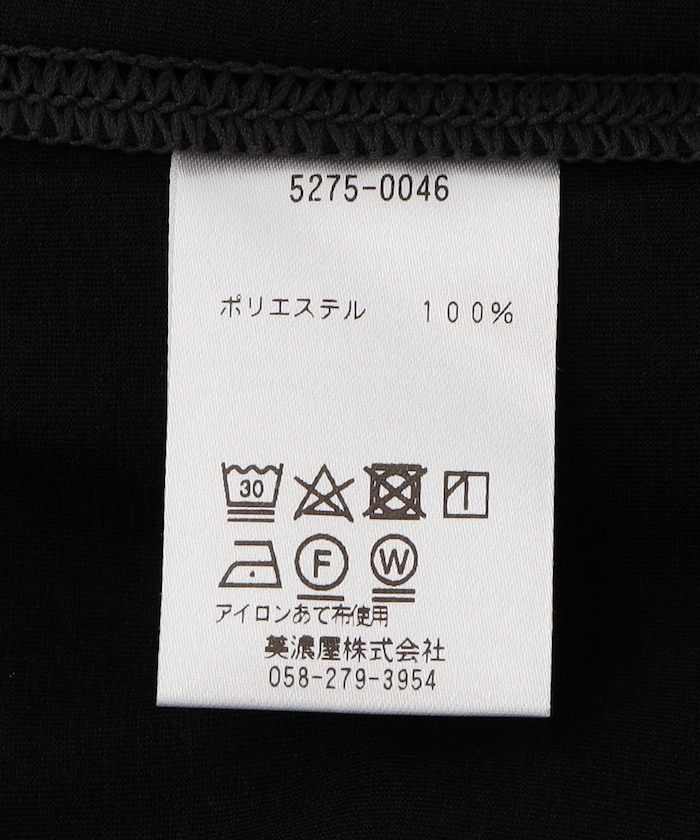 5275-0046
ポリエステル 100%
30
F W
アイロンあて布使用
美濃屋株式会社
058-279-3954